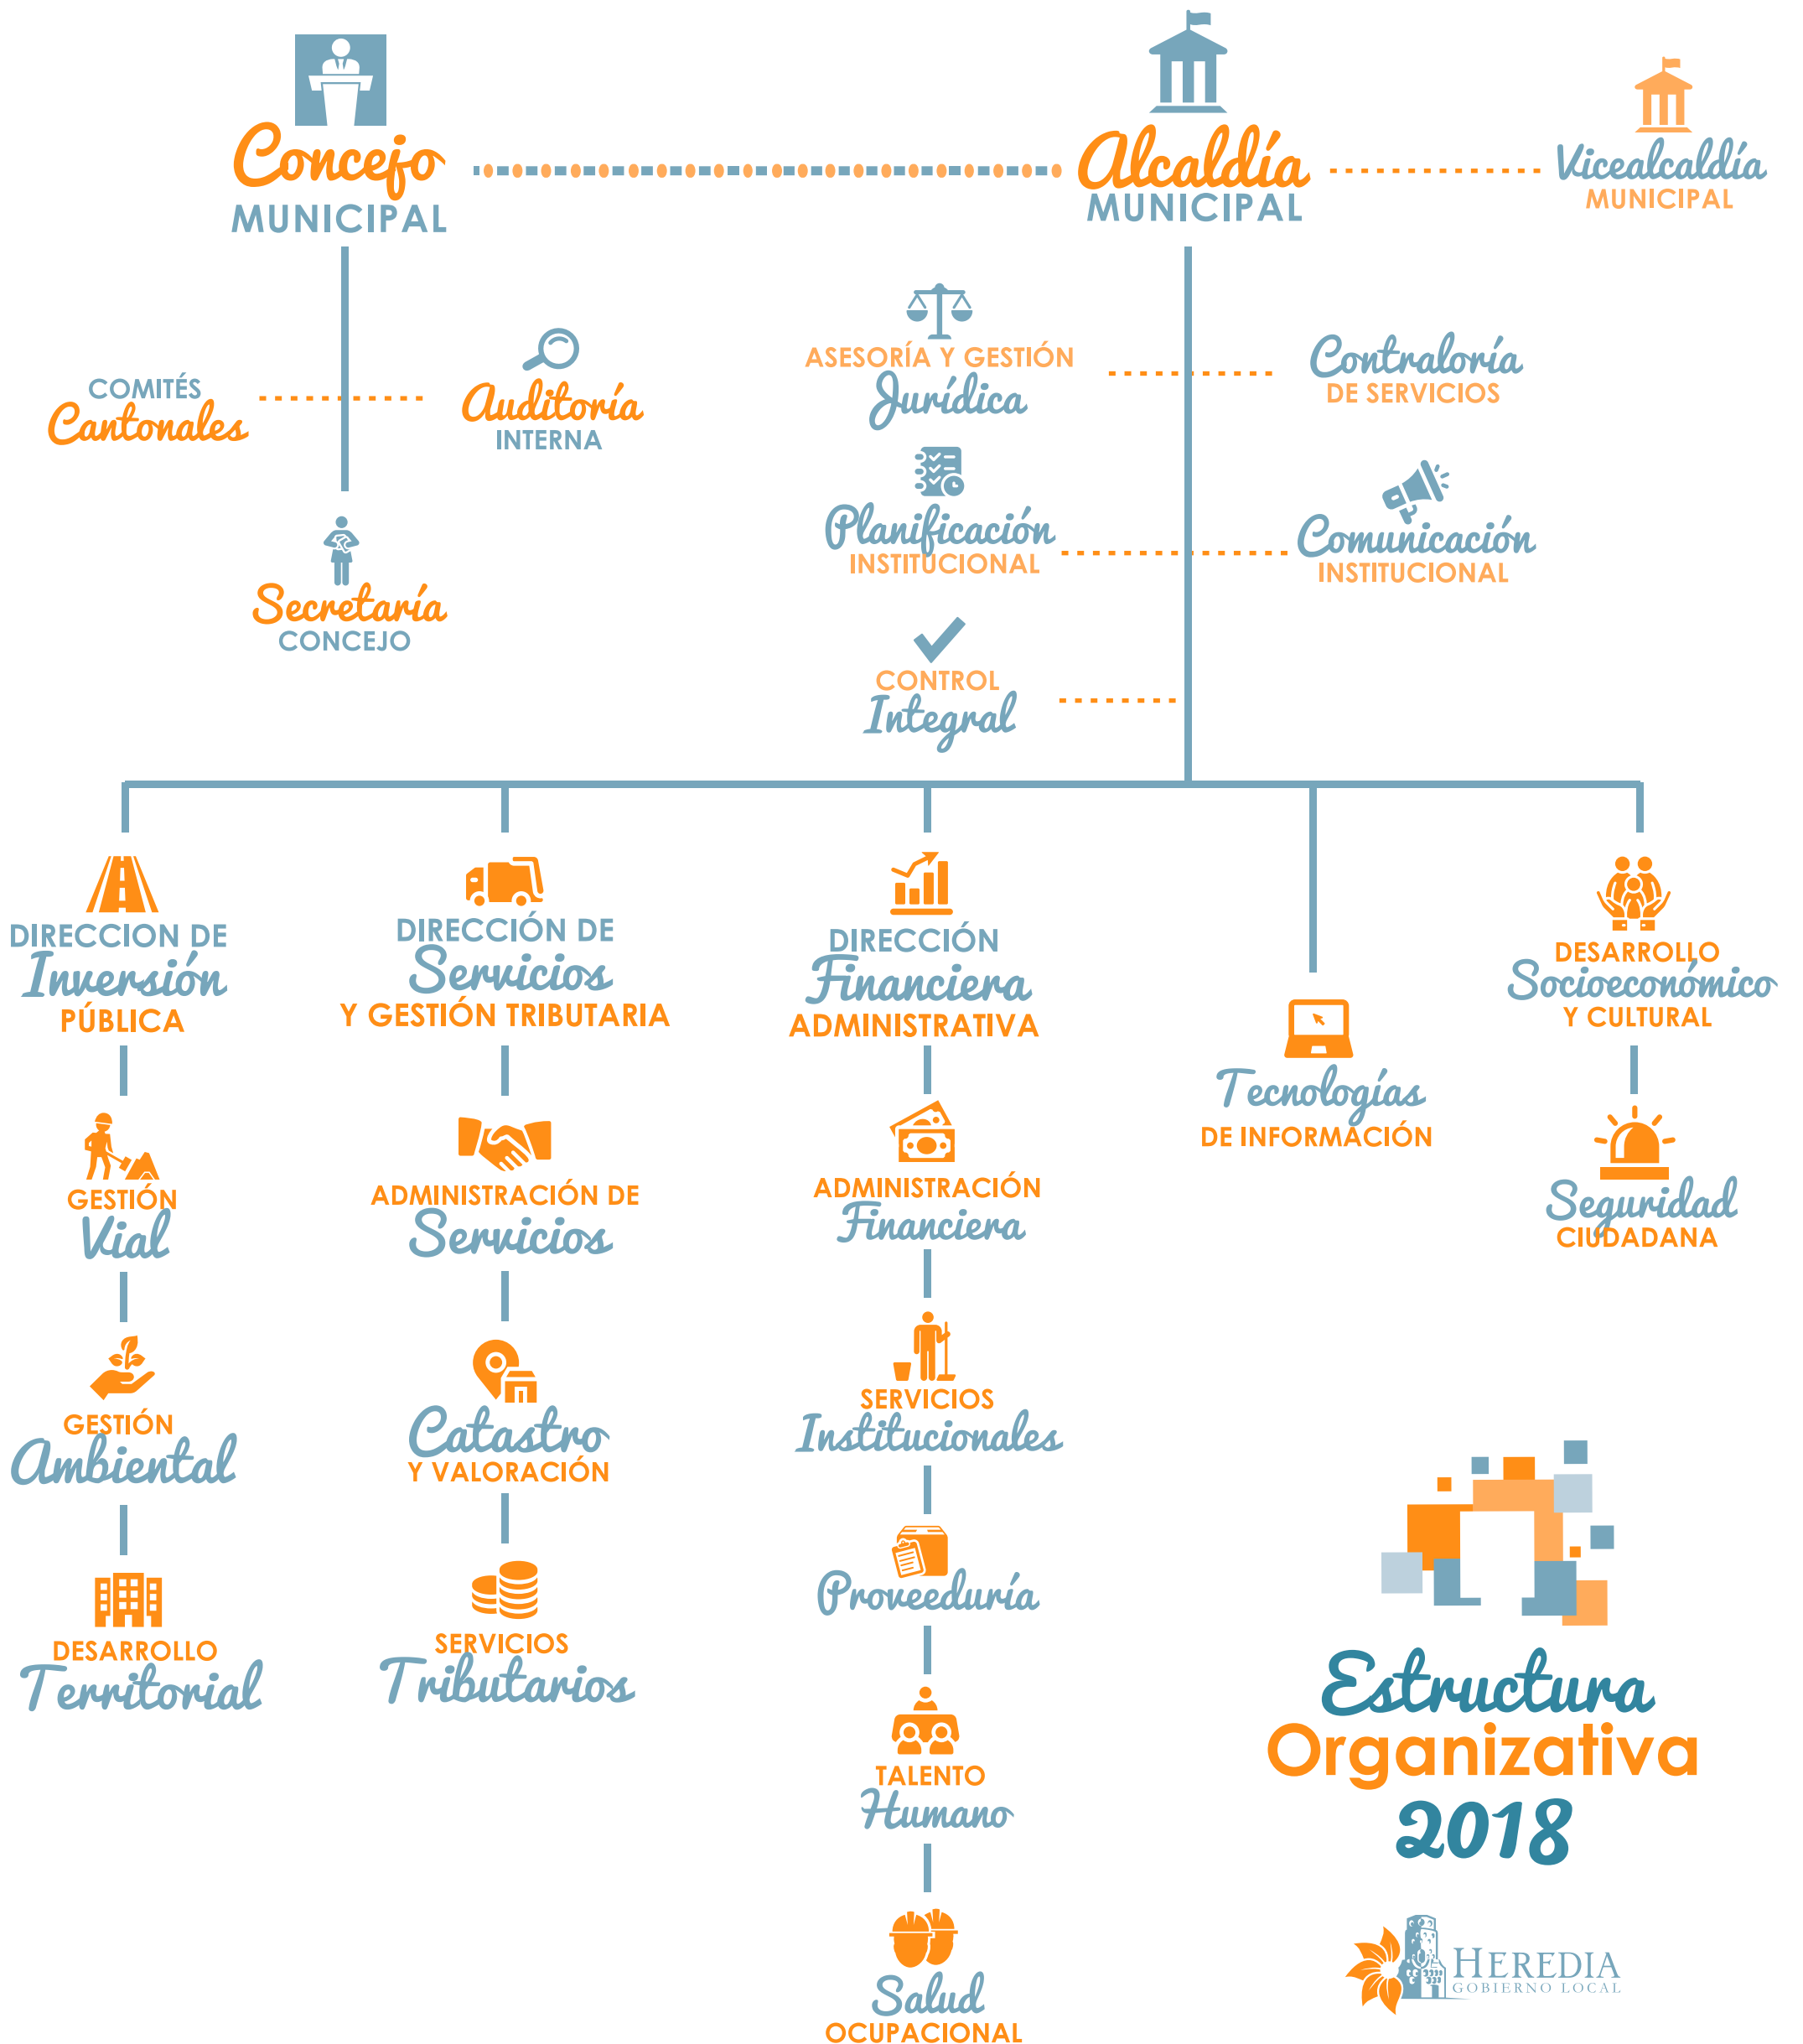 Concejo
MUNICIPAL
Alcaldía
MUNICIPAL
Vicealcaldía
MUNICIPAL
COMITÉS
Cantonales
Auditoría
INTERNA
Secretaría
CONCEJO
ASESORÍA Y GESTIÓN
Jurídica
Contraloría
DE SERVICIOS
Planificación
INSTITUCIONAL
Comunicación
INSTITUCIONAL
CONTROL
Integral
DIRECCION DE
Inversión
PÚBLICA
GESTIÓN
Vial
GESTIÓN
Ambiental
DESARROLLO
Territorial
DIRECCIÓN DE
Servicios
Y GESTIÓN TRIBUTARIA
ADMINISTRACIÓN DE
Servicios
Catastro
Y VALORACIÓN
SERVICIOS
Tributarios
DIRECCIÓN
Financiera
ADMINISTRATIVA
ADMINISTRACIÓN
Financiera
SERVICIOS
Institucionales
Proveeduría
TALENTO
Humano
Salud
OCUPACIONAL
Tecnologías
DE INFORMACIÓN
DESARROLLO
Socioeconómico
Y CULTURAL
Seguridad
CIUDADANA
Estructura
Organizativa
2018
HEREDIA
GOBIERNO LOCAL